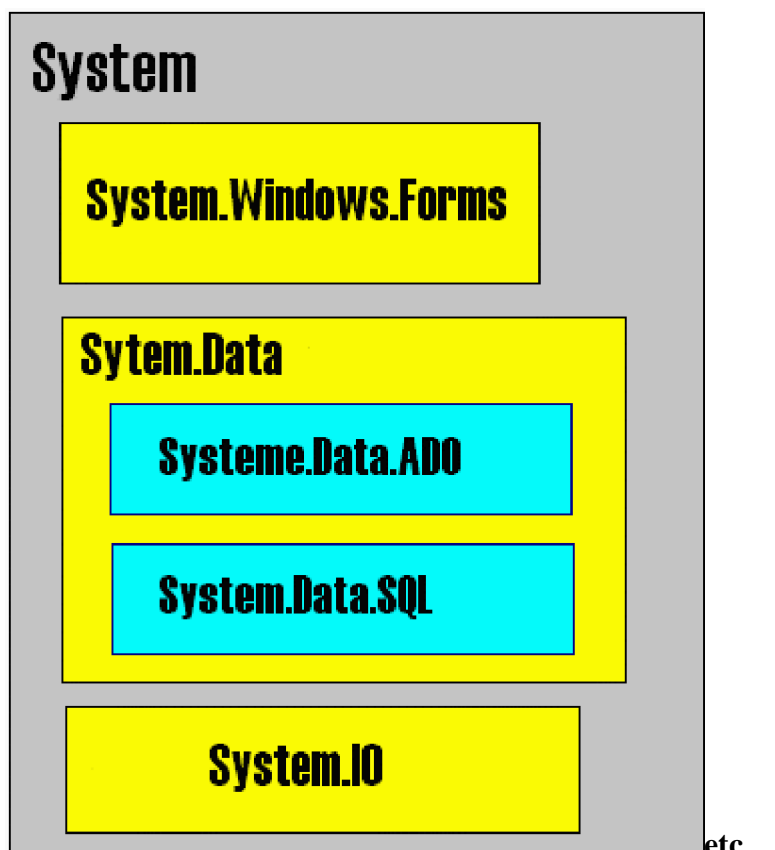 System
System.Windows.Forms
Sytem.Data
Systeme.Data.ADO
System.Data.SQL
System.IO
etc